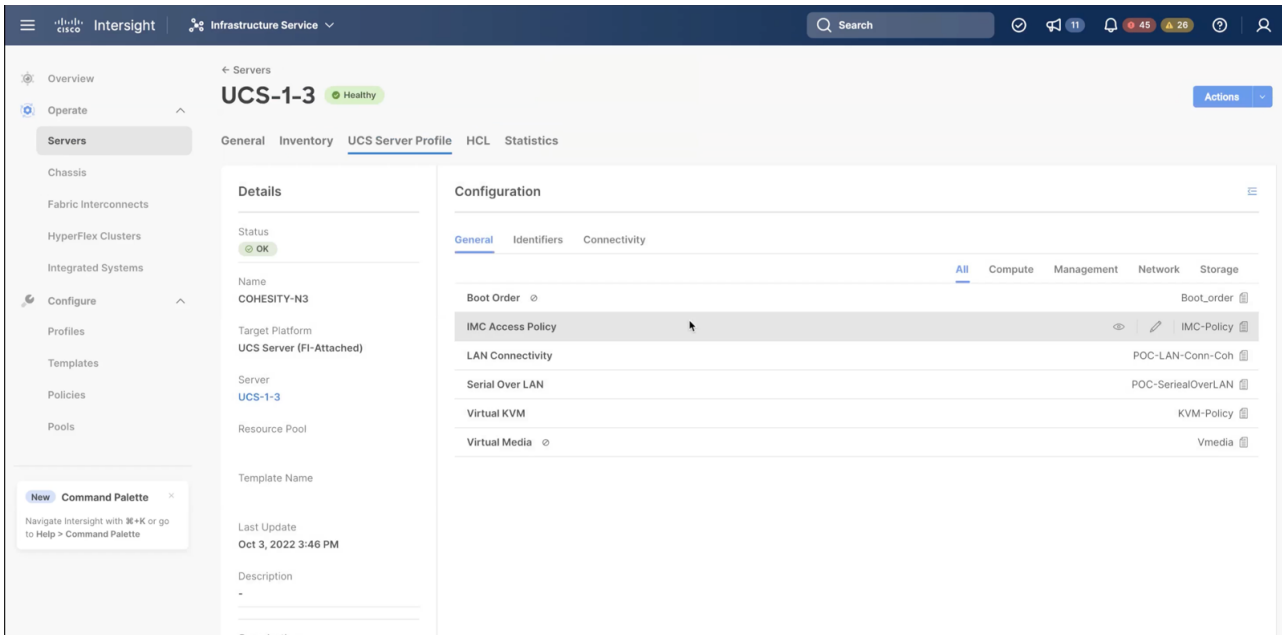 cisco Intersight Infrastructure Service Search 11 45 26
Overview
Operate
Servers
Chassis
Fabric Interconnects
HyperFlex Clusters
Integrated Systems
Configure
Profiles
Templates
Policies
Pools
New Command Palette ×
Navigate Intersight with ⌘+K or go
to Help > Command Palette
← Servers
UCS-1-3 Healthy
Actions
General Inventory UCS Server Profile HCL Statistics
Details
Status
OK
Name
COHESITY-N3
Target Platform
UCS Server (FI-Attached)
Server
UCS-1-3
Resource Pool
Template Name
Last Update
Oct 3, 2022 3:46 PM
Description
-
Configuration
General Identifiers Connectivity
All Compute Management Network Storage
Boot Order Boot_order
IMC Access Policy IMC-Policy
LAN Connectivity POC-LAN-Conn-Coh
Serial Over LAN POC-SeriealOverLAN
Virtual KVM KVM-Policy
Virtual Media Vmedia